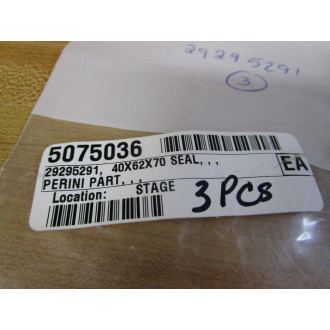 29295291
3
5075036
29295291, 40X62X70 SEAL, , ,
PERINI PART, , ,
EA
Location: STAGE
3 PCS